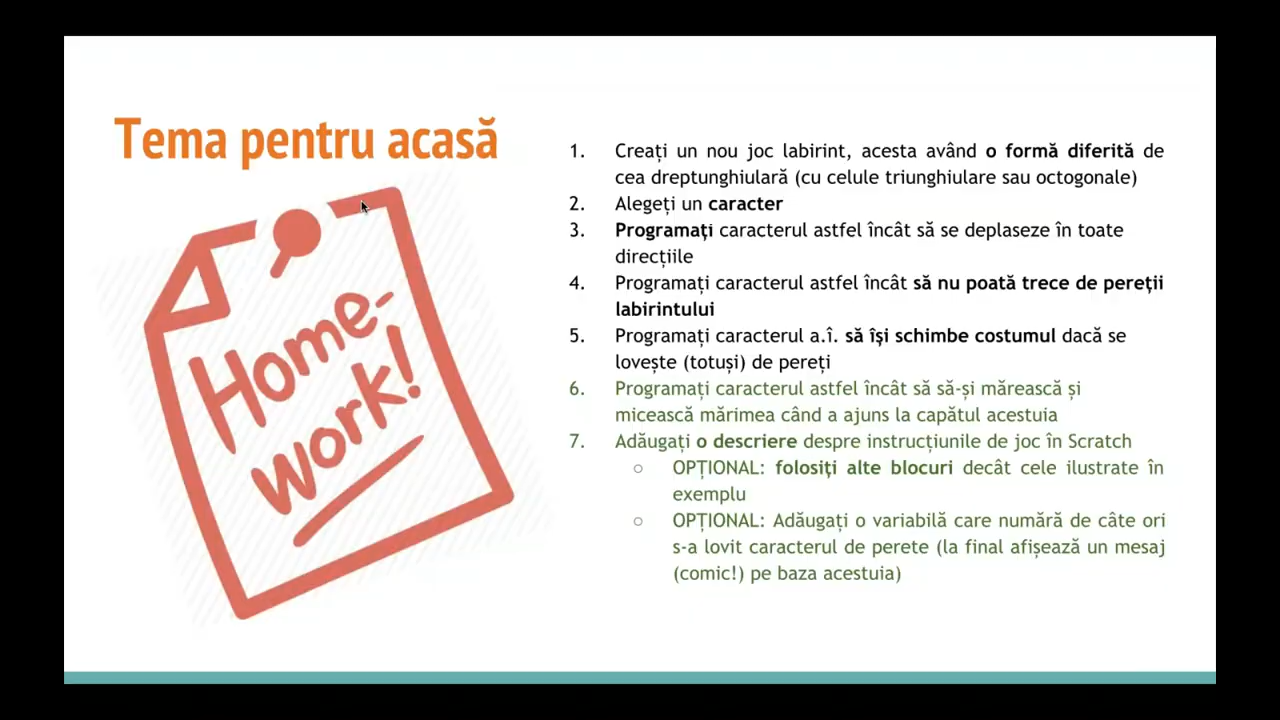 Tema pentru acasă
Home-
work!
1. Creați un nou joc labirint, acesta având o formă diferită de
cea dreptunghiulară (cu celule triunghiulare sau octogonale)
2. Alegeți un caracter
3. Programați caracterul astfel încât să se deplaseze în toate
direcțiile
4. Programați caracterul astfel încât să nu poată trece de pereții
labirintului
5. Programați caracterul a.î. să își schimbe costumul dacă se
lovește (totuși) de pereți
6. Programați caracterul astfel încât să să-și mărească și
micească mărimea când a ajuns la capătul acestuia
7. Adăugați o descriere despre instrucțiunile de joc în Scratch
○ OPȚIONAL: folosiți alte blocuri decât cele ilustrate în
exemplu
○ OPȚIONAL: Adăugați o variabilă care numără de câte ori
s-a lovit caracterul de perete (la final afișează un mesaj
(comic!) pe baza acestuia)